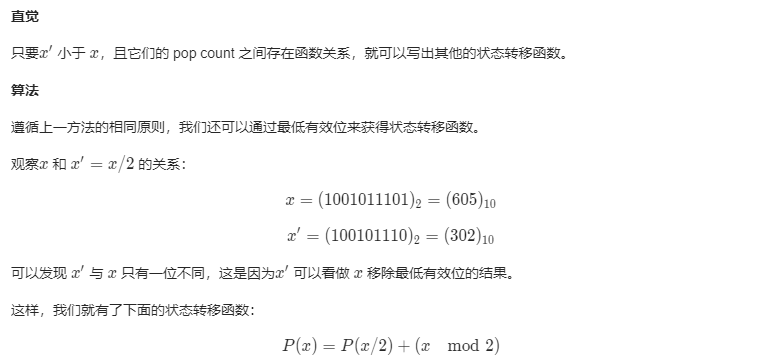 直觉
只要x′ 小于 x，且它们的 pop count 之间存在函数关系，就可以写出其他的状态转移函数。
算法
遵循上一方法的相同原则，我们还可以通过最低有效位来获得状态转移函数。
观察x 和 x′ = x/2 的关系：
x = (1001011101)₂ = (605)₁₀
x′ = (100101110)₂ = (302)₁₀
可以发现 x′ 与 x 只有一位不同，这是因为x′ 可以看做 x 移除最低有效位的结果。
这样，我们就有了下面的状态转移函数：
P(x) = P(x/2) + (x mod 2)